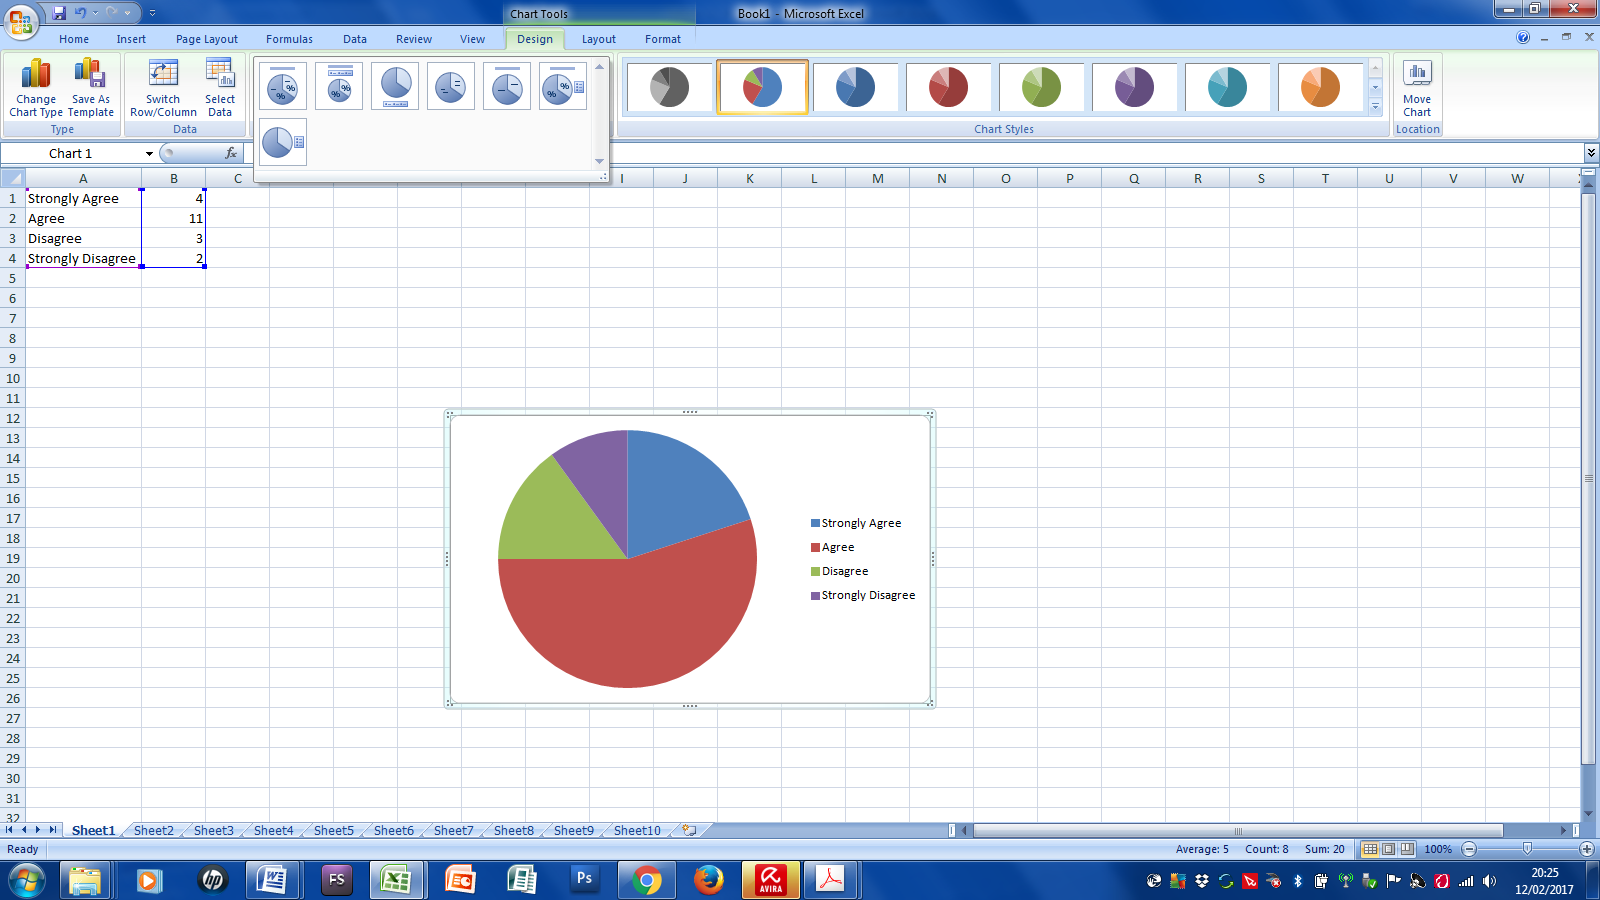 Chart Tools
Book1 - Microsoft Excel
Home Insert Page Layout Formulas Data Review View Design Layout Format
Change Chart Type
Save As Template
Switch Row/Column
Select Data
Move Chart
Type Data Chart Styles Location
Chart 1 fx
A B C I J K L M N O P Q R S T U V W
1 Strongly Agree 4
2 Agree 11
3 Disagree 3
4 Strongly Disagree 2
5
6
7
8
9
10
11
12
13
14
15
16
17
18
19
20
21
22
23
24
25
26
27
28
29
30
31
32
Strongly Agree
Agree
Disagree
Strongly Disagree
Sheet1 Sheet2 Sheet3 Sheet4 Sheet5 Sheet6 Sheet7 Sheet8 Sheet9 Sheet10
Ready Average: 5 Count: 8 Sum: 20 100%
hp W FS Ps AVIRA
20:25
12/02/2017